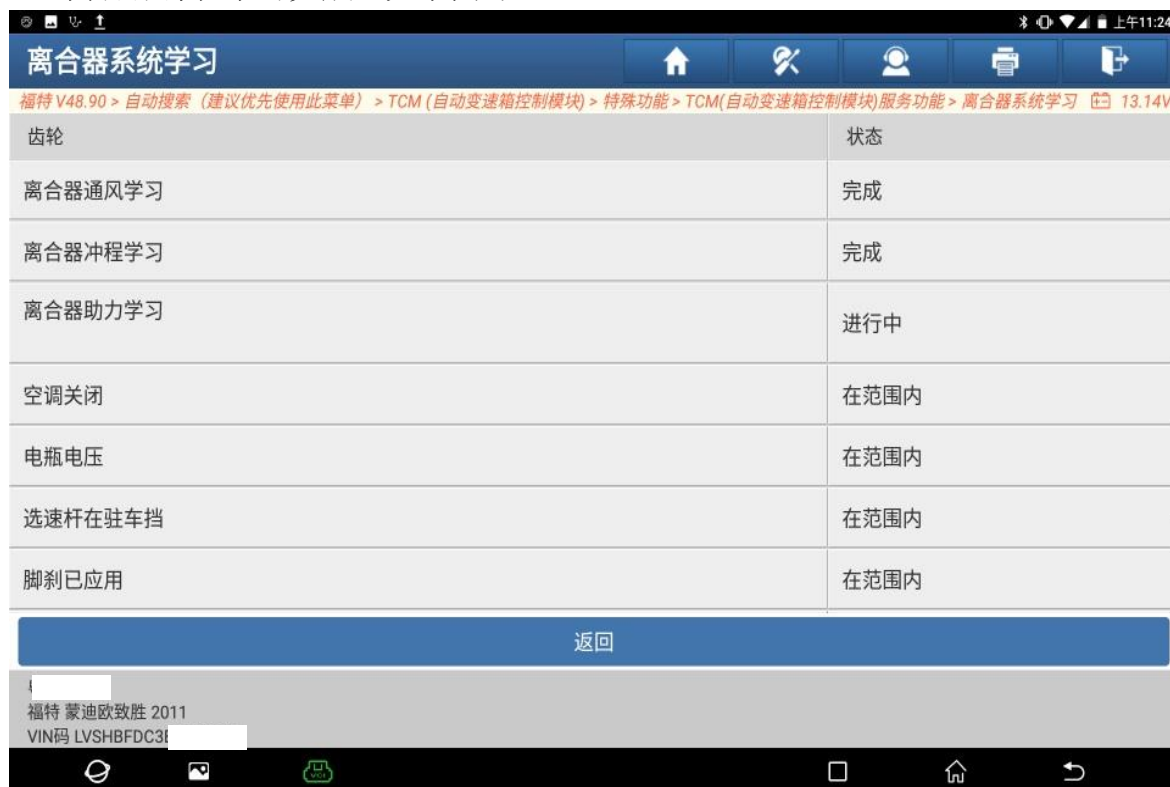 上午11:24
离合器系统学习
福特 V48.90 > 自动搜索（建议优先使用此菜单） > TCM (自动变速箱控制模块) > 特殊功能 > TCM(自动变速箱控制模块)服务功能 > 离合器系统学习 13.14V
齿轮 状态
离合器通风学习 完成
离合器冲程学习 完成
离合器助力学习 进行中
空调关闭 在范围内
电瓶电压 在范围内
选速杆在驻车挡 在范围内
脚刹已应用 在范围内
返回
福特 蒙迪欧致胜 2011
VIN码 LVSHBFDC3
VCI